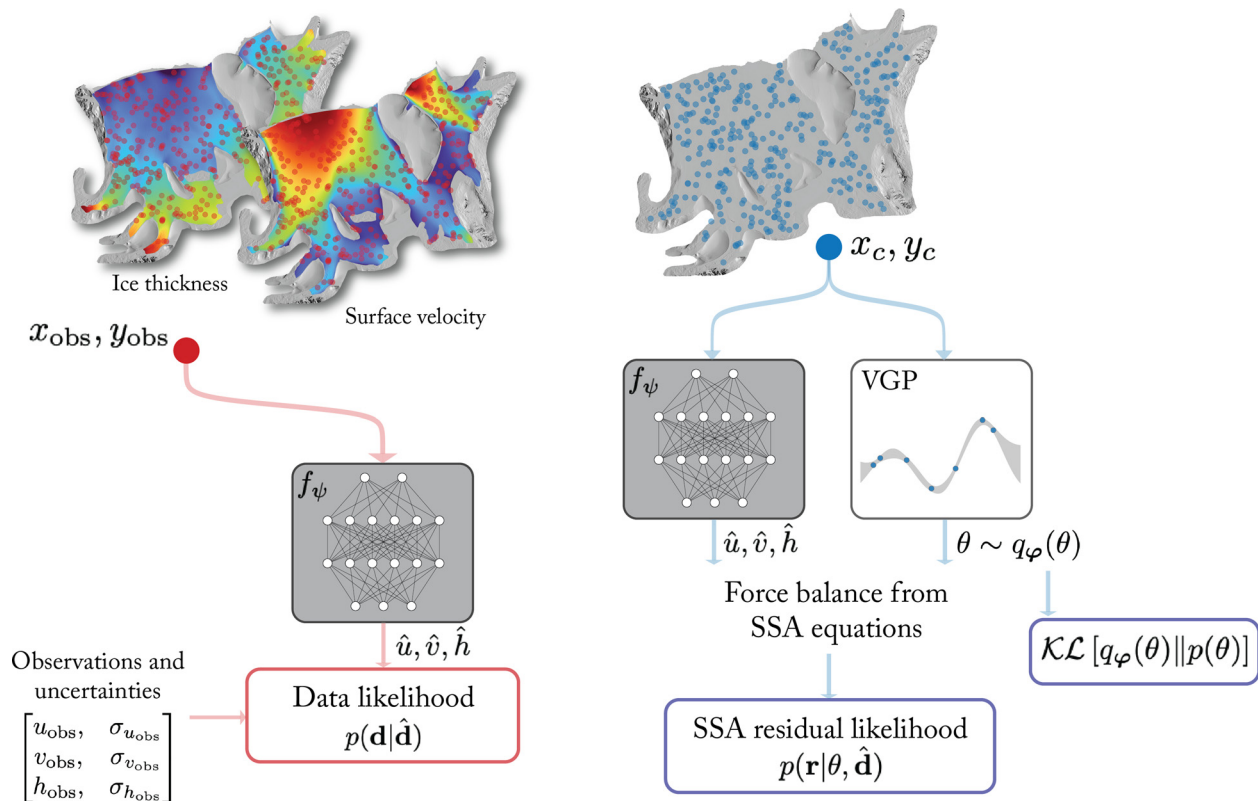 Ice thickness
Surface velocity
x_obs, y_obs
f_ψ
û, v̂, ĥ
Observations and
uncertainties
[u_obs, σ_u_obs
v_obs, σ_v_obs
h_obs, σ_h_obs]
Data likelihood
p(d|d̂)
x_c, y_c
f_ψ
VGP
û, v̂, ĥ
θ ∼ q_φ(θ)
Force balance from
SSA equations
𝒦ℒ [q_φ(θ)‖p(θ)]
SSA residual likelihood
p(r|θ, d̂)